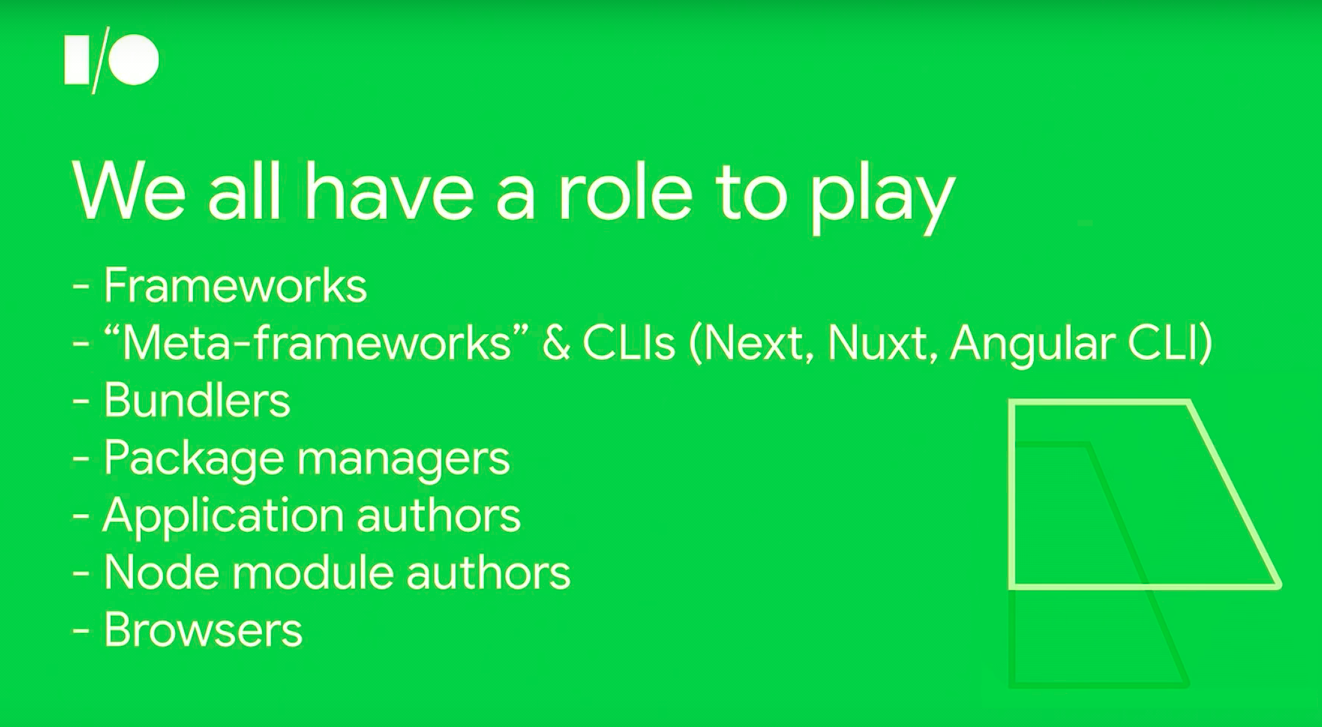 I/O
We all have a role to play
- Frameworks
- “Meta-frameworks” & CLIs (Next, Nuxt, Angular CLI)
- Bundlers
- Package managers
- Application authors
- Node module authors
- Browsers